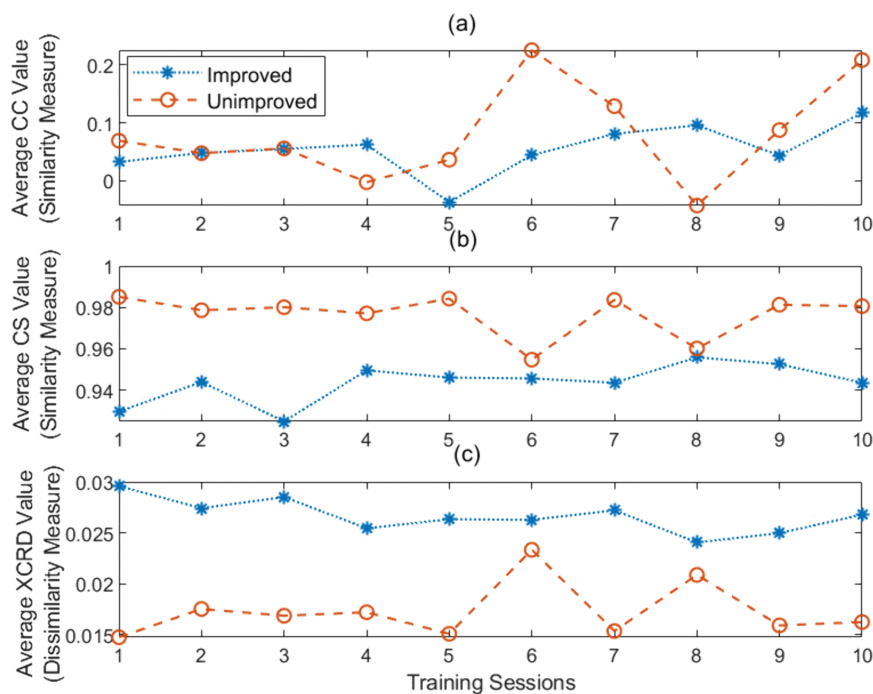 (a)
Average CC Value
(Similarity Measure)
0.2
0.1
0
Improved
Unimproved
1 2 3 4 5 6 7 8 9 10
(b)
Average CS Value
(Similarity Measure)
1
0.98
0.96
0.94
1 2 3 4 5 6 7 8 9 10
(c)
Average XCRD Value
(Dissimilarity Measure)
0.03
0.025
0.02
0.015
1 2 3 4 5 6 7 8 9 10
Training Sessions